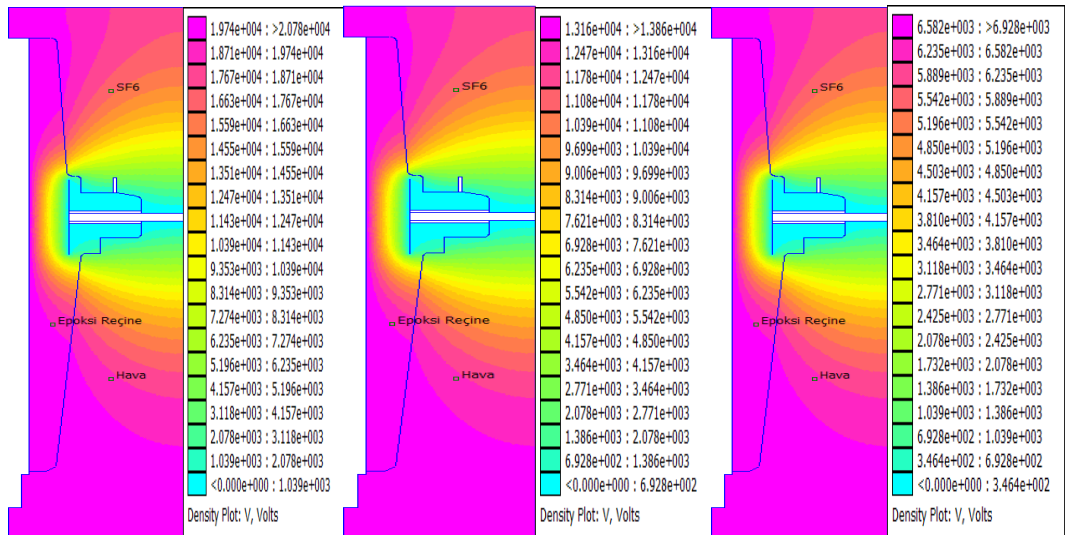 SF6
Epoksi Reçine
Hava
1.974e+004 : >2.078e+004
1.871e+004 : 1.974e+004
1.767e+004 : 1.871e+004
1.663e+004 : 1.767e+004
1.559e+004 : 1.663e+004
1.455e+004 : 1.559e+004
1.351e+004 : 1.455e+004
1.247e+004 : 1.351e+004
1.143e+004 : 1.247e+004
1.039e+004 : 1.143e+004
9.353e+003 : 1.039e+004
8.314e+003 : 9.353e+003
7.274e+003 : 8.314e+003
6.235e+003 : 7.274e+003
5.196e+003 : 6.235e+003
4.157e+003 : 5.196e+003
3.118e+003 : 4.157e+003
2.078e+003 : 3.118e+003
1.039e+003 : 2.078e+003
<0.000e+000 : 1.039e+003
Density Plot: V, Volts
SF6
Epoksi Reçine
Hava
1.316e+004 : >1.386e+004
1.247e+004 : 1.316e+004
1.178e+004 : 1.247e+004
1.108e+004 : 1.178e+004
1.039e+004 : 1.108e+004
9.699e+003 : 1.039e+004
9.006e+003 : 9.699e+003
8.314e+003 : 9.006e+003
7.621e+003 : 8.314e+003
6.928e+003 : 7.621e+003
6.235e+003 : 6.928e+003
5.542e+003 : 6.235e+003
4.850e+003 : 5.542e+003
4.157e+003 : 4.850e+003
3.464e+003 : 4.157e+003
2.771e+003 : 3.464e+003
2.078e+003 : 2.771e+003
1.386e+003 : 2.078e+003
6.928e+002 : 1.386e+003
<0.000e+000 : 6.928e+002
Density Plot: V, Volts
SF6
Epoksi Reçine
Hava
6.582e+003 : >6.928e+003
6.235e+003 : 6.582e+003
5.889e+003 : 6.235e+003
5.542e+003 : 5.889e+003
5.196e+003 : 5.542e+003
4.850e+003 : 5.196e+003
4.503e+003 : 4.850e+003
4.157e+003 : 4.503e+003
3.810e+003 : 4.157e+003
3.464e+003 : 3.810e+003
3.118e+003 : 3.464e+003
2.771e+003 : 3.118e+003
2.425e+003 : 2.771e+003
2.078e+003 : 2.425e+003
1.732e+003 : 2.078e+003
1.386e+003 : 1.732e+003
1.039e+003 : 1.386e+003
6.928e+002 : 1.039e+003
3.464e+002 : 6.928e+002
<0.000e+000 : 3.464e+002
Density Plot: V, Volts